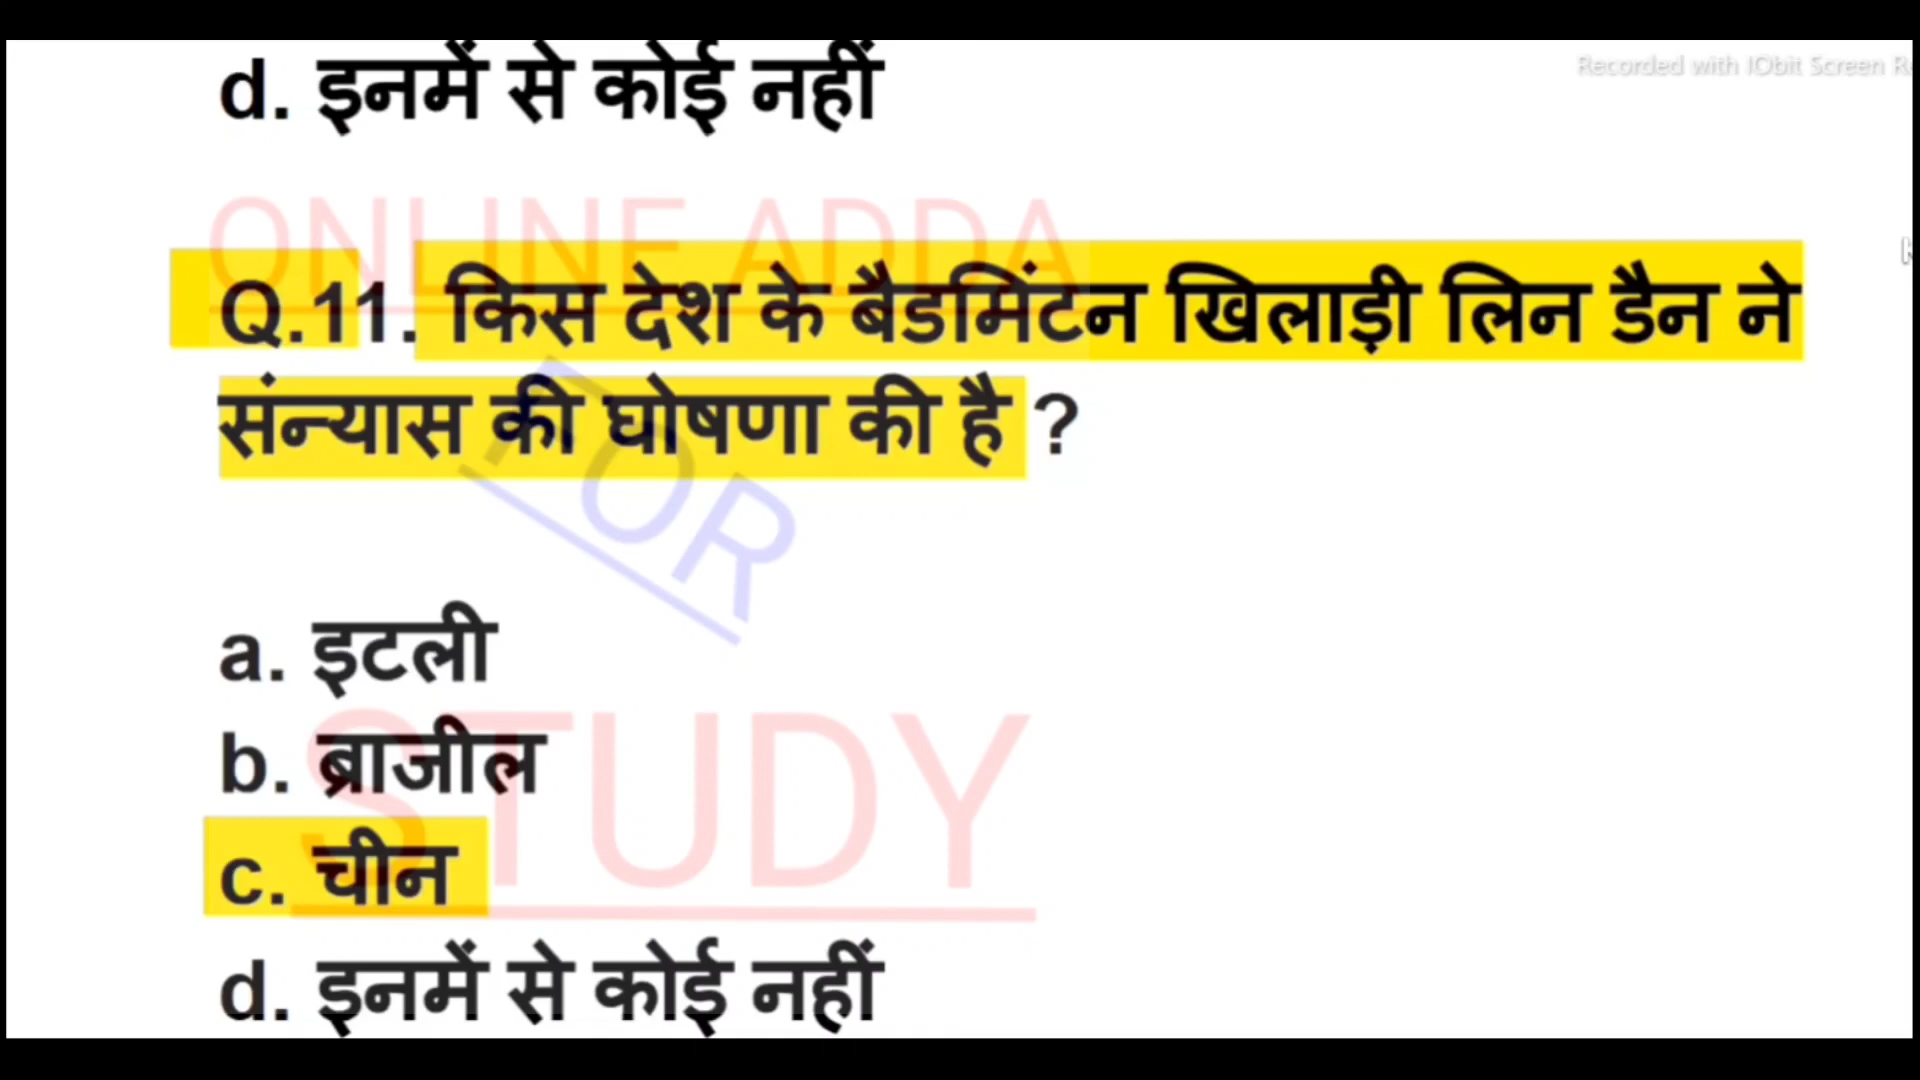 d. इनमें से कोई नहीं
Recorded with IObit Screen
ONLINE ADDA
Q.11. किस देश के बैडमिंटन खिलाड़ी लिन डैन ने
संन्यास की घोषणा की है ?
FOR
a. इटली
b. ब्राजील
STUDY
c. चीन
d. इनमें से कोई नहीं